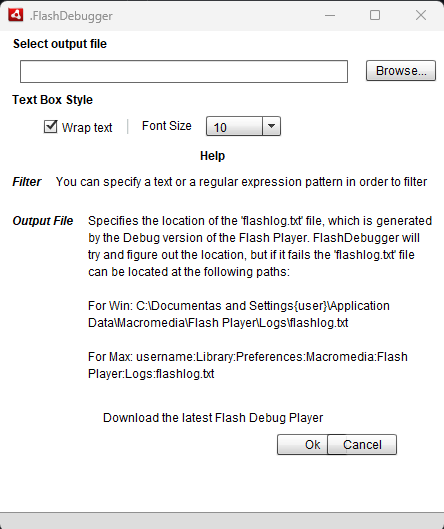 .FlashDebugger
Select output file
Browse...
Text Box Style
Wrap text
Font Size
10
Help
Filter You can specify a text or a regular expression pattern in order to filter
Output File Specifies the location of the 'flashlog.txt' file, which is generated
by the Debug version of the Flash Player. FlashDebugger will
try and figure out the location, but if it fails the 'flashlog.txt' file
can be located at the following paths:
For Win: C:\Documentas and Settings{user}\Application
Data\Macromedia\Flash Player\Logs\flashlog.txt
For Max: username:Library:Preferences:Macromedia:Flash
Player:Logs:flashlog.txt
Download the latest Flash Debug Player
Ok Cancel